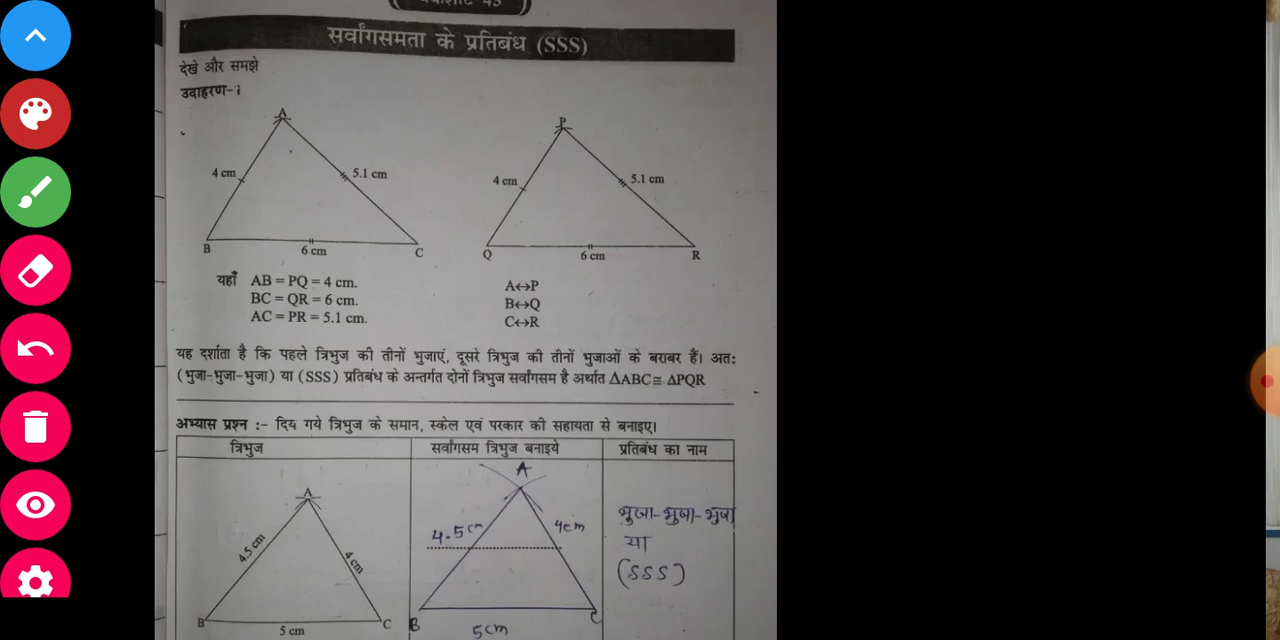 सर्वांगसमता के प्रतिबंध (SSS)
देखे और समझे
उदाहरण-i
A
4 cm
5.1 cm
B
6 cm
C
P
4 cm
5.1 cm
Q
6 cm
R
यहाँ AB = PQ = 4 cm.
BC = QR = 6 cm.
AC = PR = 5.1 cm.
A↔P
B↔Q
C↔R
यह दर्शाता है कि पहले त्रिभुज की तीनों भुजाएं, दूसरे त्रिभुज की तीनों भुजाओं के बराबर हैं। अत:
(भुजा-भुजा-भुजा) या (SSS) प्रतिबंध के अन्तर्गत दोनों त्रिभुज सर्वांगसम है अर्थात ΔABC≅ ΔPQR
अभ्यास प्रश्न :- दिय गये त्रिभुज के समान, स्केल एवं परकार की सहायता से बनाइए।
त्रिभुज
सर्वांगसम त्रिभुज बनाइये
प्रतिबंध का नाम
A
4.5 cm
4 cm
B
C
5 cm
A
4.5cm
4cm
B
C
5cm
भुजा-भुजा-भुजा
या
(SSS)